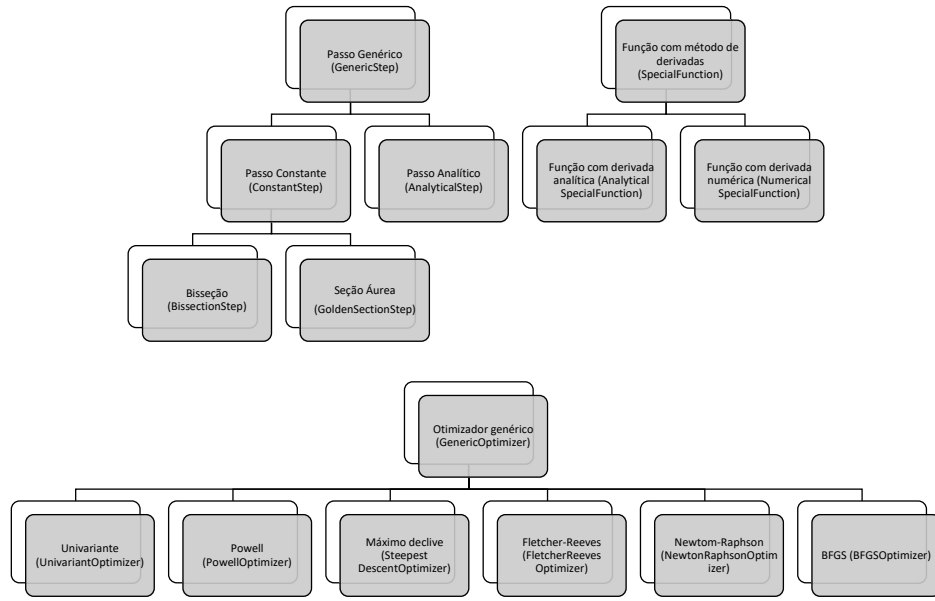 Passo Genérico
(GenericStep)
Função com método de
derivadas
(SpecialFunction)
Passo Constante
(ConstantStep)
Passo Analítico
(AnalyticalStep)
Função com derivada
analítica (Analytical
SpecialFunction)
Função com derivada
numérica (Numerical
SpecialFunction)
Bisseção
(BissectionStep)
Seção Áurea
(GoldenSectionStep)
Otimizador genérico
(GenericOptimizer)
Univariante
(UnivariantOptimizer)
Powell
(PowellOptimizer)
Máximo declive
(Steepest
DescentOptimizer)
Fletcher-Reeves
(FletcherReeves
Optimizer)
Newtom-Raphson
(NewtonRaphsonOptim
izer)
BFGS (BFGSOptimizer)